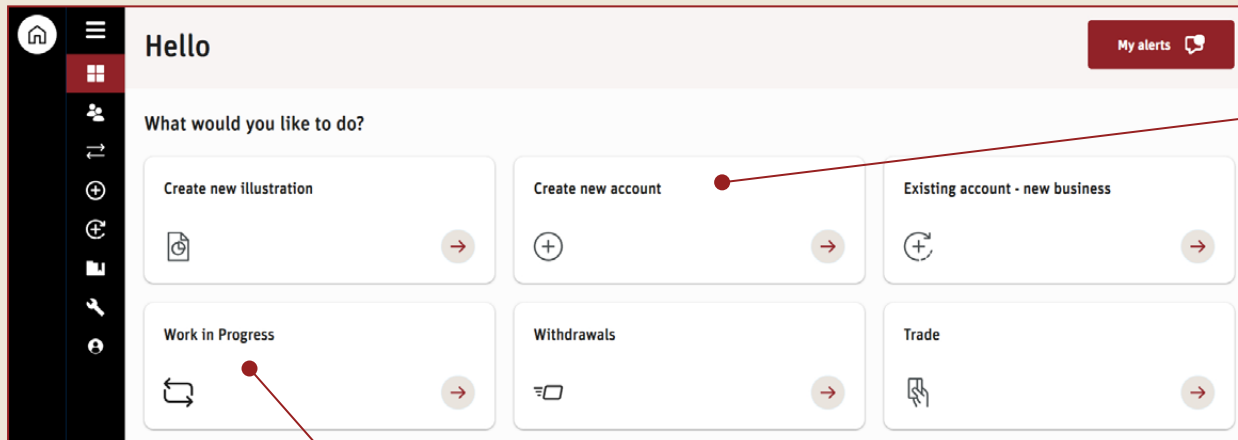 Hello
My alerts
What would you like to do?
Create new illustration
Create new account
Existing account - new business
Work in Progress
Withdrawals
Trade